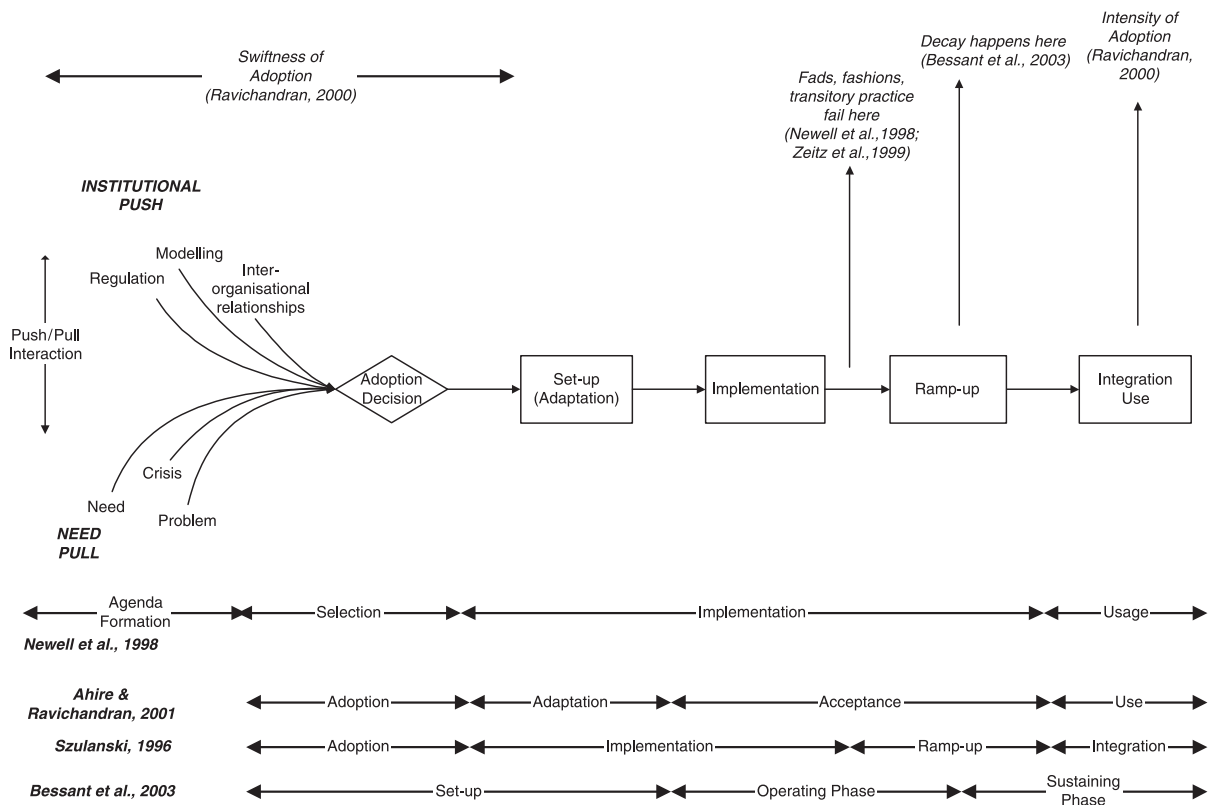 Swiftness of
Adoption
(Ravichandran, 2000)
Fads, fashions,
transitory practice
fail here
(Newell et al.,1998;
Zeitz et al.,1999)
Decay happens here
(Bessant et al., 2003)
Intensity of
Adoption
(Ravichandran,
2000)
INSTITUTIONAL
PUSH
Modelling
Regulation
Inter-
organisational
relationships
Push/Pull
Interaction
Adoption
Decision
Set-up
(Adaptation)
Implementation
Ramp-up
Integration
Use
Crisis
Need
Problem
NEED
PULL
Agenda
Formation
Selection
Implementation
Usage
Newell et al., 1998
Ahire &
Ravichandran, 2001
Adoption
Adaptation
Acceptance
Use
Szulanski, 1996
Adoption
Implementation
Ramp-up
Integration
Bessant et al., 2003
Set-up
Operating Phase
Sustaining
Phase